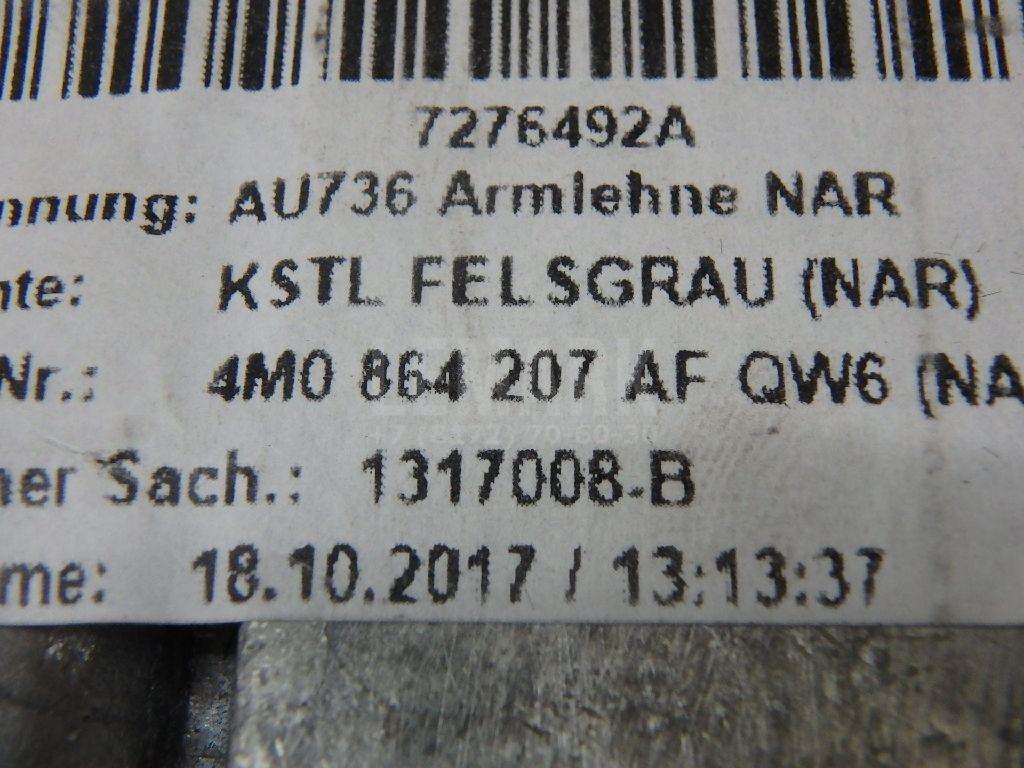 7276492A
nnung: AU736 Armlehne NAR
nte: KSTL FELSGRAU (NAR)
Nr.: 4M0 864 207 AF QW6 (NA
ner Sach.: 1317008-B
me: 18.10.2017 / 13:13:37